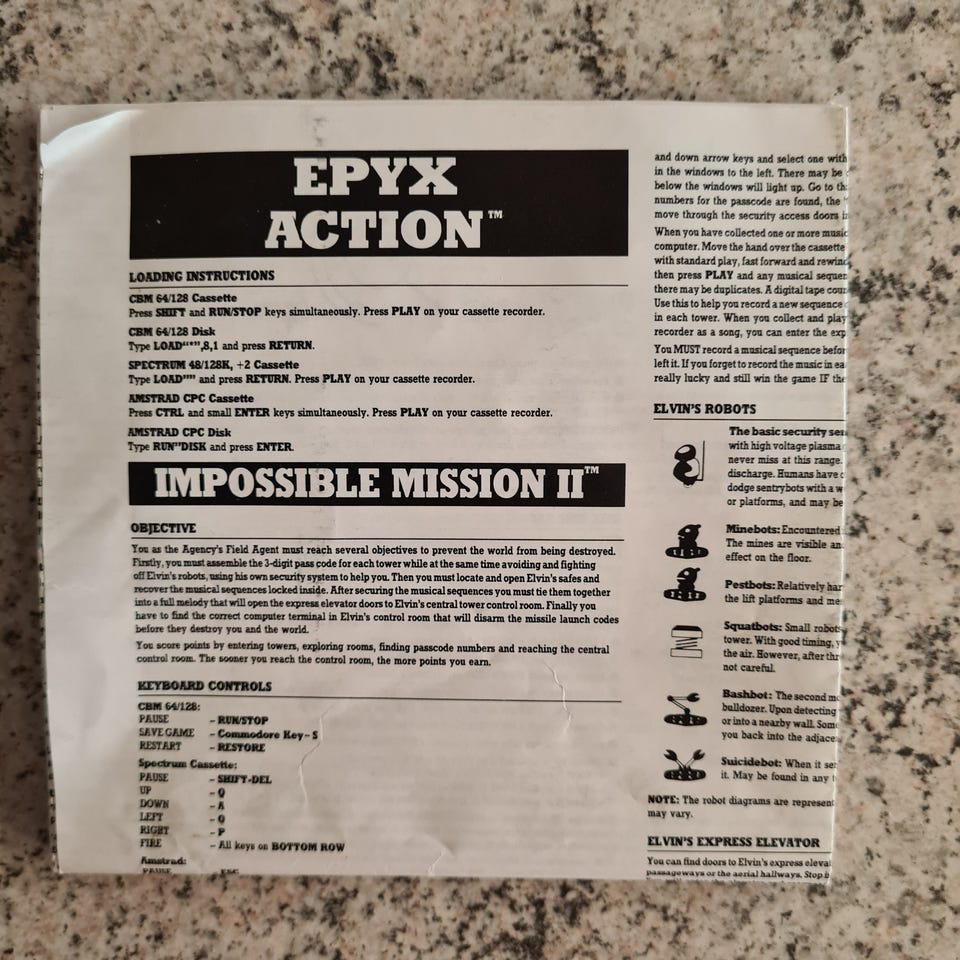 EPYX
ACTION™
LOADING INSTRUCTIONS
CBM 64/128 Cassette
Press SHIFT and RUN/STOP keys simultaneously. Press PLAY on your cassette recorder.
CBM 64/128 Disk
Type LOAD"*",8,1 and press RETURN.
SPECTRUM 48/128K, +2 Cassette
Type LOAD"" and press RETURN. Press PLAY on your cassette recorder.
AMSTRAD CPC Cassette
Press CTRL and small ENTER keys simultaneously. Press PLAY on your cassette recorder.
AMSTRAD CPC Disk
Type RUN"DISK and press ENTER.
IMPOSSIBLE MISSION II™
OBJECTIVE
You as the Agency's Field Agent must reach several objectives to prevent the world from being destroyed.
Firstly, you must assemble the 3-digit pass code for each tower while at the same time avoiding and fighting
off Elvin's robots, using his own security system to help you. Then you must locate and open Elvin's safes and
recover the musical sequences locked inside. After securing the musical sequences you must tie them together
into a full melody that will open the express elevator doors to Elvin's central tower control room. Finally you
have to find the correct computer terminal in Elvin's control room that will disarm the missile launch codes
before they destroy you and the world.
You score points by entering towers, exploring rooms, finding passcode numbers and reaching the central
control room. The sooner you reach the control room, the more points you earn.
KEYBOARD CONTROLS
CBM 64/128:
PAUSE - RUN/STOP
SAVE GAME - Commodore Key - S
RESTART - RESTORE
Spectrum Cassette:
PAUSE - SHIFT-DEL
UP - Q
DOWN - A
LEFT - O
RIGHT - P
FIRE - All keys on BOTTOM ROW
Amstrad:
PAUSE - ESC
and down arrow keys and select one with
in the windows to the left. There may be
below the windows will light up. Go to
numbers for the passcode are found, the
move through the security access doors
When you have collected one or more
computer. Move the hand over the cassette
with standard play, fast forward and
then press PLAY and any musical
there may be duplicates. A digital tape
Use this to help you record a new sequence
in each tower. When you collect and play
recorder as a song, you can enter the
You MUST record a musical sequence
left it. If you forget to record the music in
really lucky and still win the game IF the
ELVIN'S ROBOTS
The basic security
with high voltage plasma
never miss at this range.
discharge. Humans have
dodge sentrybots with a
or platforms, and may be
Minebots: Encountered
The mines are visible
effect on the floor.
Pestbots: Relatively
the lift platforms and
Squatbots: Small robots
tower. With good timing,
the air. However, after
not careful.
Bashbot: The second
bulldozer. Upon detecting
or into a nearby wall.
you back into the
Suicidebot: When it
it. May be found in any
NOTE: The robot diagrams are
may vary.
ELVIN'S EXPRESS ELEVATOR
You can find doors to Elvin's express
passageways or the aerial hallways. Stop